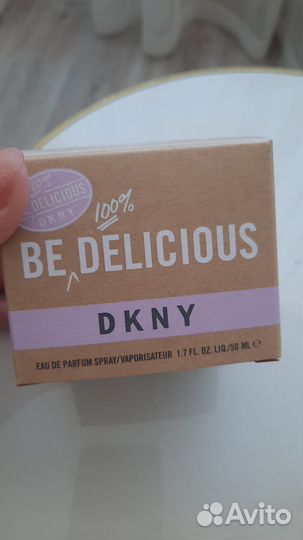 100%
DELICIOUS
DKNY
100%
BE DELICIOUS
DKNY
EAU DE PARFUM SPRAY/VAPORISATEUR 1.7 FL. OZ. LIQ./50 ML ℮
Avito